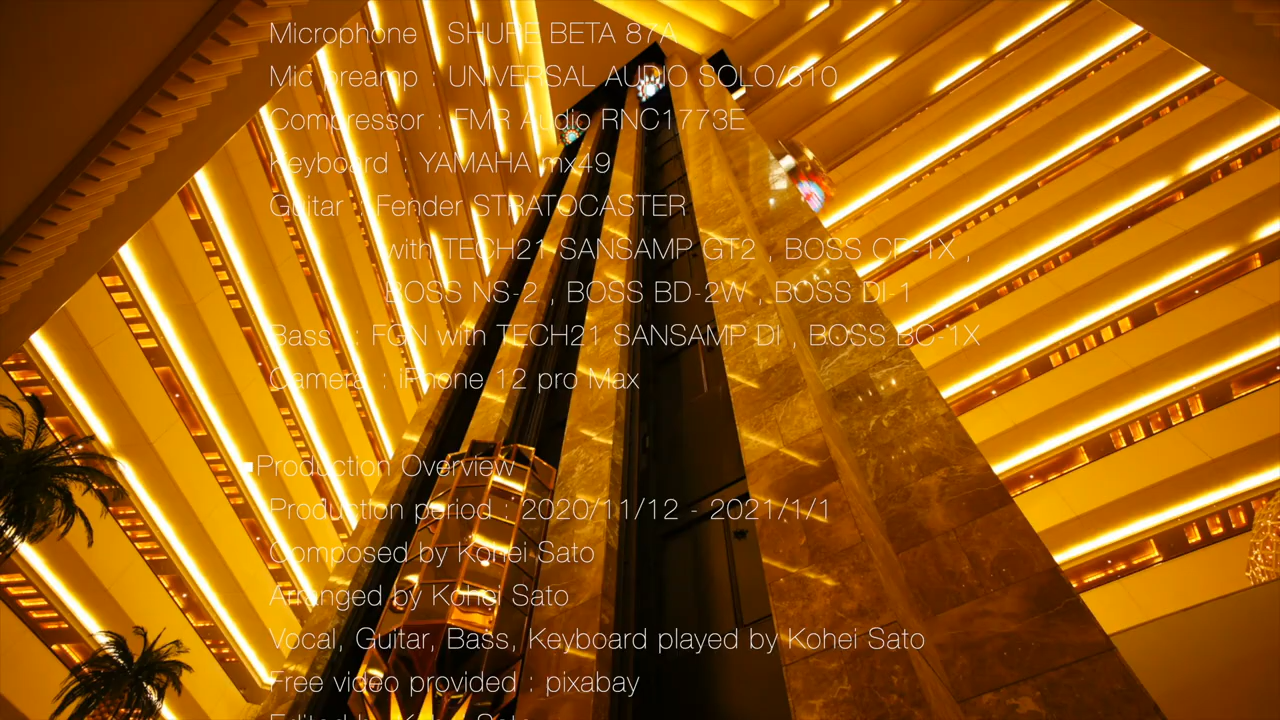 Microphone : SHURE BETA 87A
Mic preamp : UNIVERSAL AUDIO SOLO/610
Compressor : FMR Audio RNC1773E
Keyboard : YAMAHA mx49
Guitar : Fender STRATOCASTER
with TECH21 SANSAMP GT2 , BOSS CP-1X ,
BOSS NS-2 , BOSS BD-2W , BOSS DI-1
Bass : FGN with TECH21 SANSAMP DI , BOSS BC-1X
Camera : iPhone 12 pro Max
■Production Overview
Production period : 2020/11/12 - 2021/1/1
Composed by Kohei Sato
Arranged by Kohei Sato
Vocal, Guitar, Bass, Keyboard played by Kohei Sato
Free video provided : pixabay
Edited by Kohei Sato